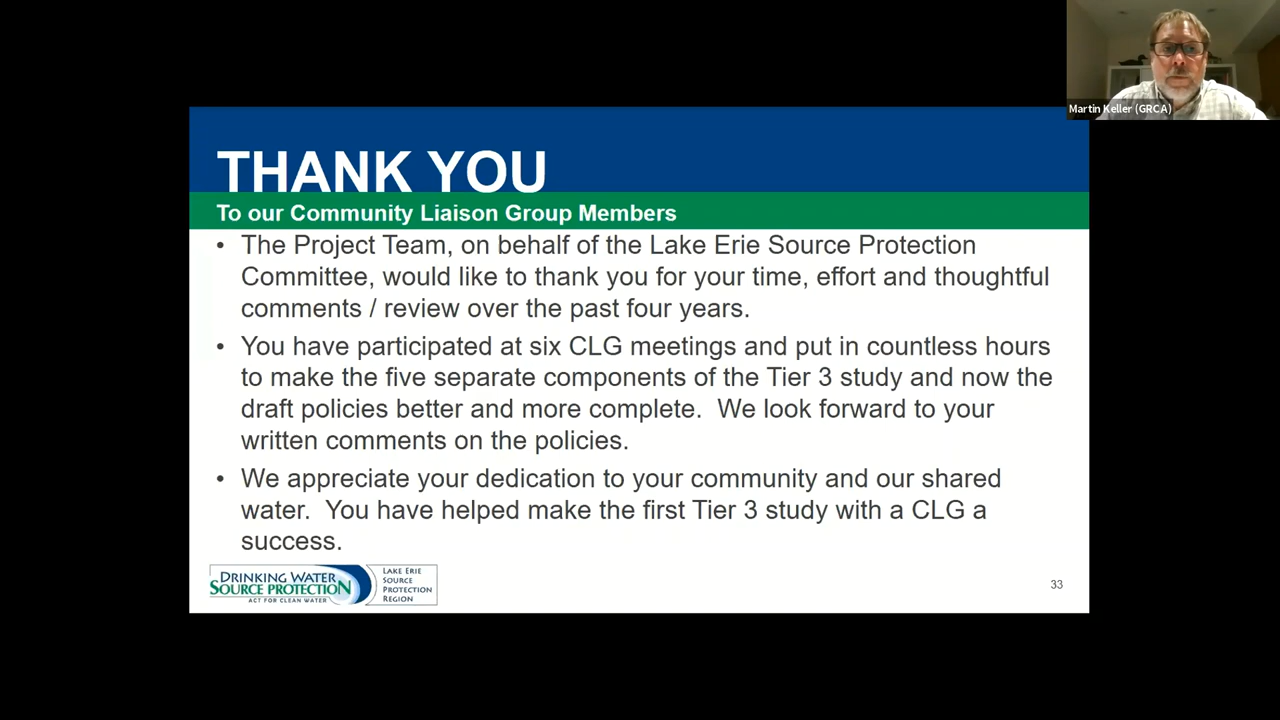 Martin Keller (GRCA)
THANK YOU
To our Community Liaison Group Members
• The Project Team, on behalf of the Lake Erie Source Protection
Committee, would like to thank you for your time, effort and thoughtful
comments / review over the past four years.
• You have participated at six CLG meetings and put in countless hours
to make the five separate components of the Tier 3 study and now the
draft policies better and more complete.  We look forward to your
written comments on the policies.
• We appreciate your dedication to your community and our shared
water.  You have helped make the first Tier 3 study with a CLG a
success.
DRINKING WATER
SOURCE PROTECTION
ACT FOR CLEAN WATER
LAKE ERIE
SOURCE
PROTECTION
REGION
33